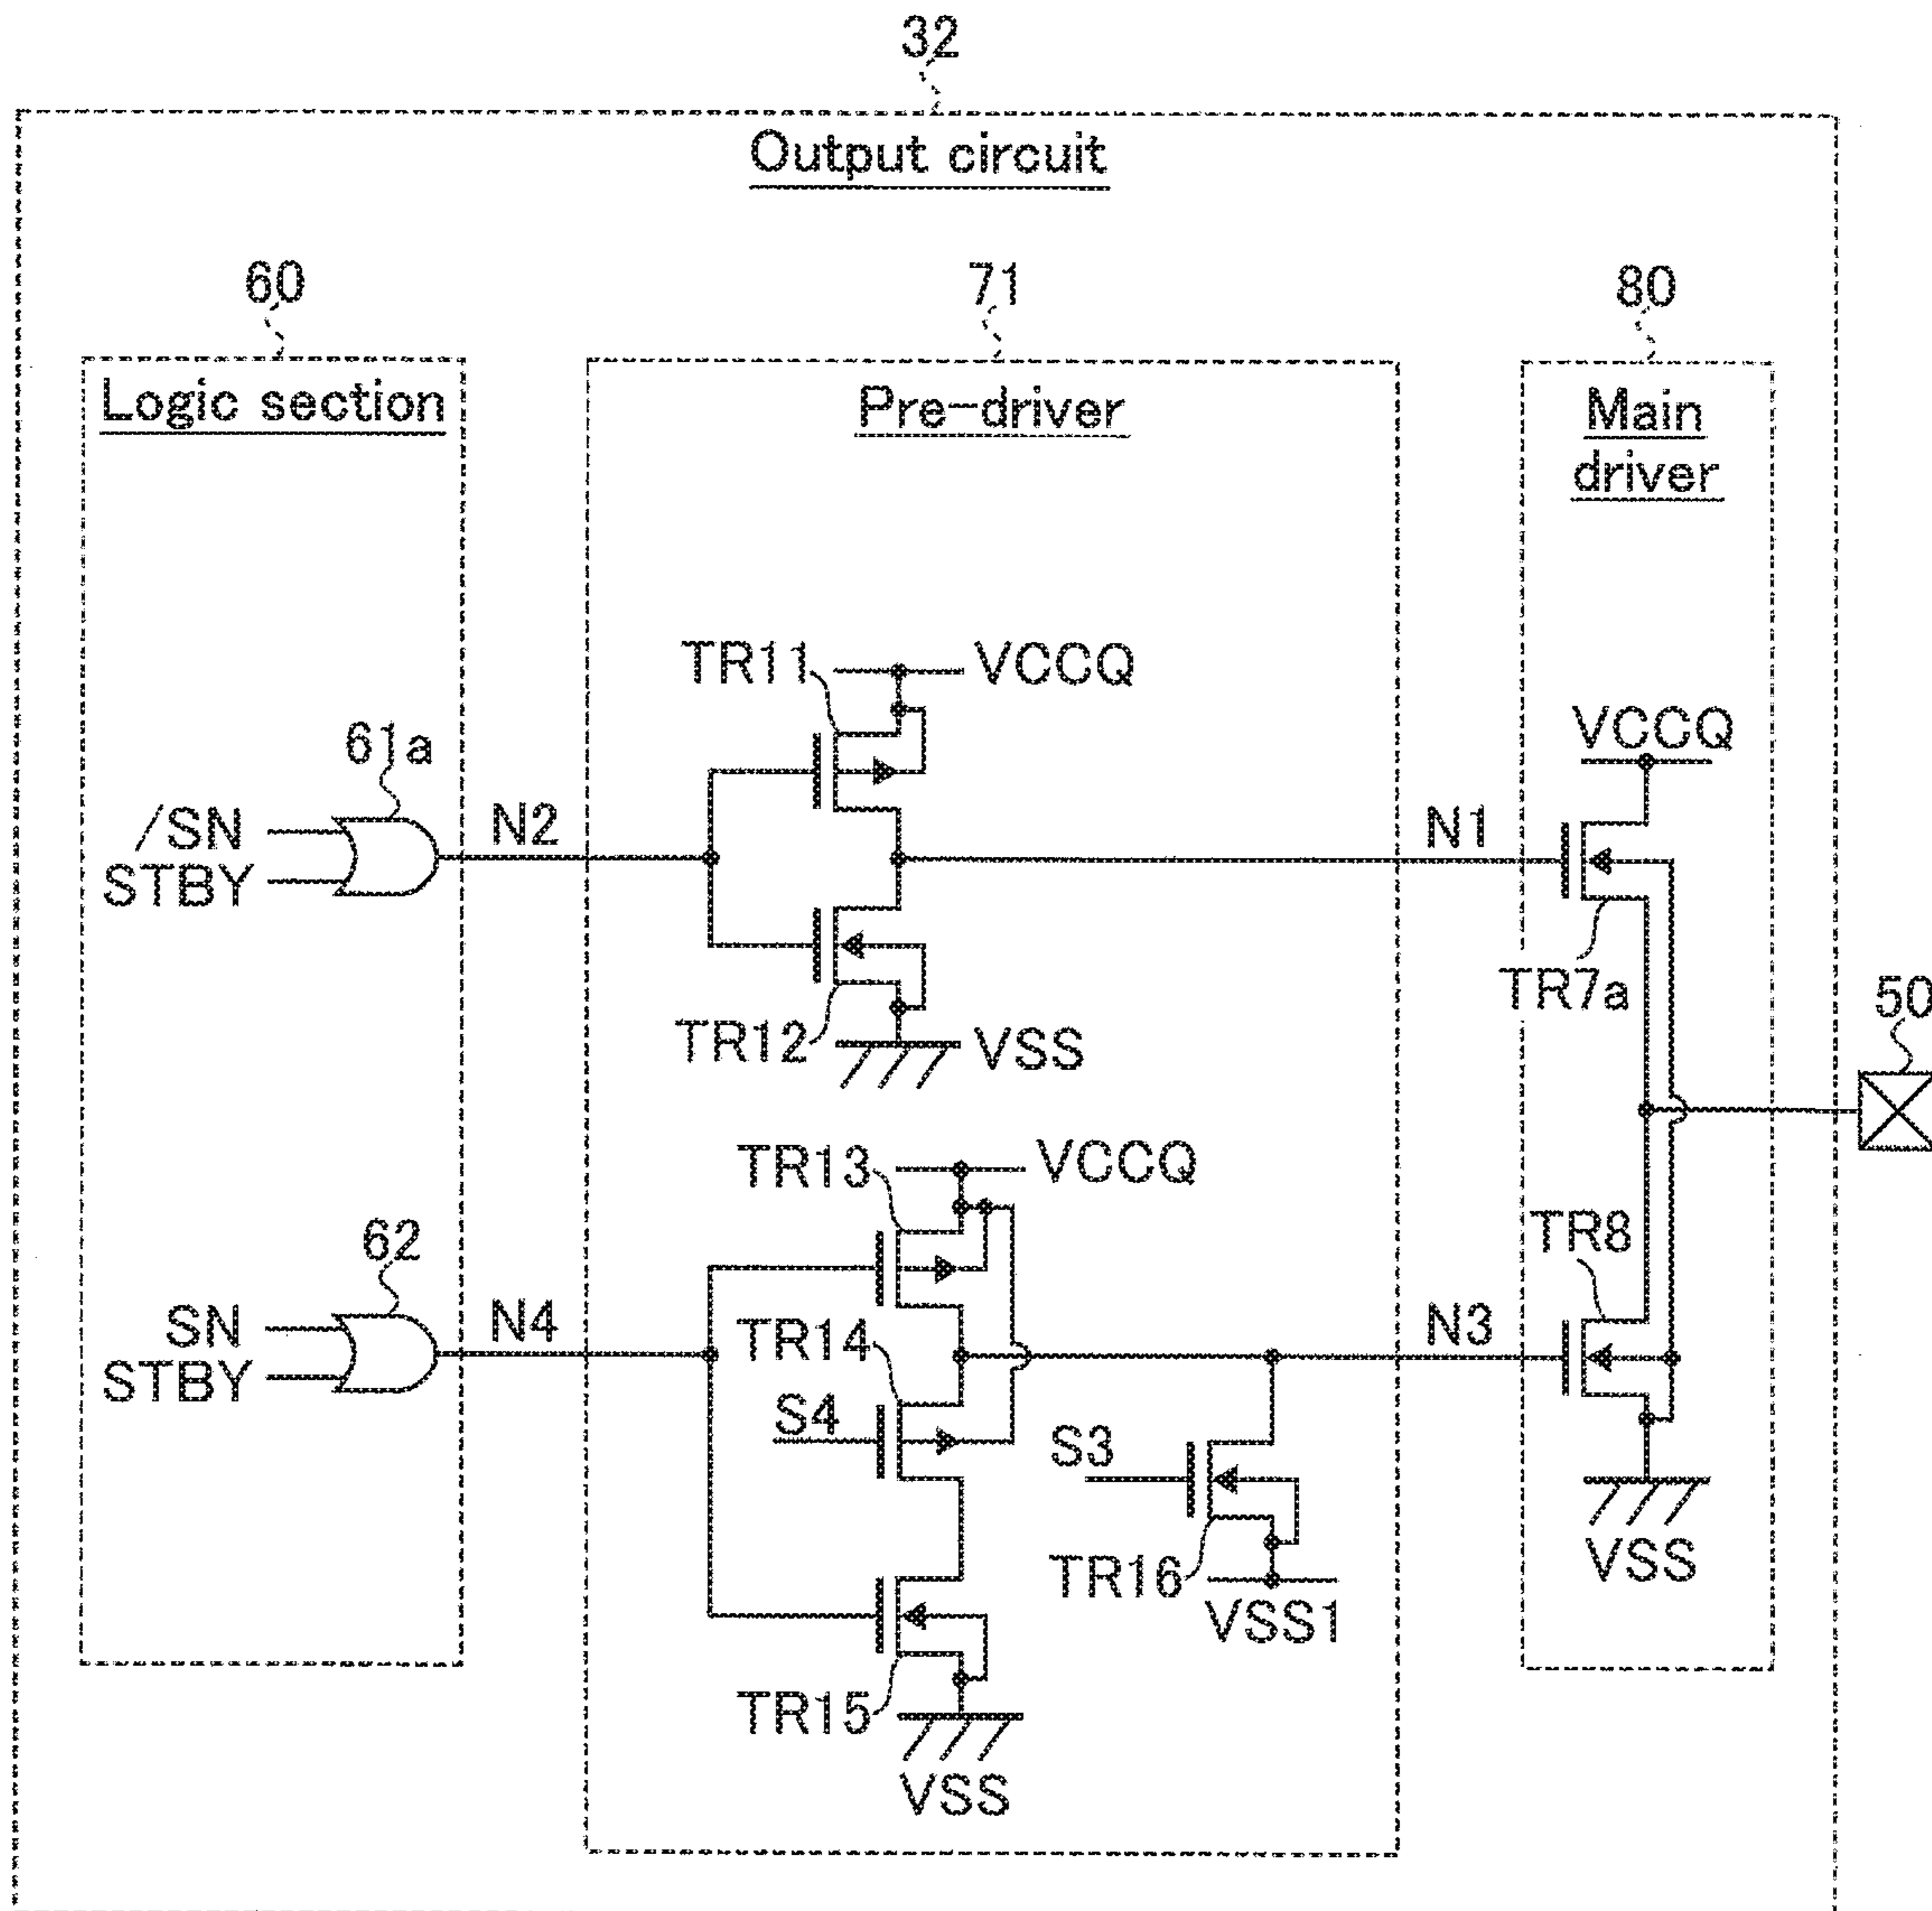 32
Output circuit
60
71
80
Logic section
Pre-driver
Main
driver
TR11
VCCQ
61a
VCCQ
/SN
STBY
N2
N1
TR7a
TR12
VSS
50
TR13
VCCQ
62
TR8
SN
STBY
N4
TR14
N3
S4
S3
TR16
VSS
VSS1
TR15
VSS